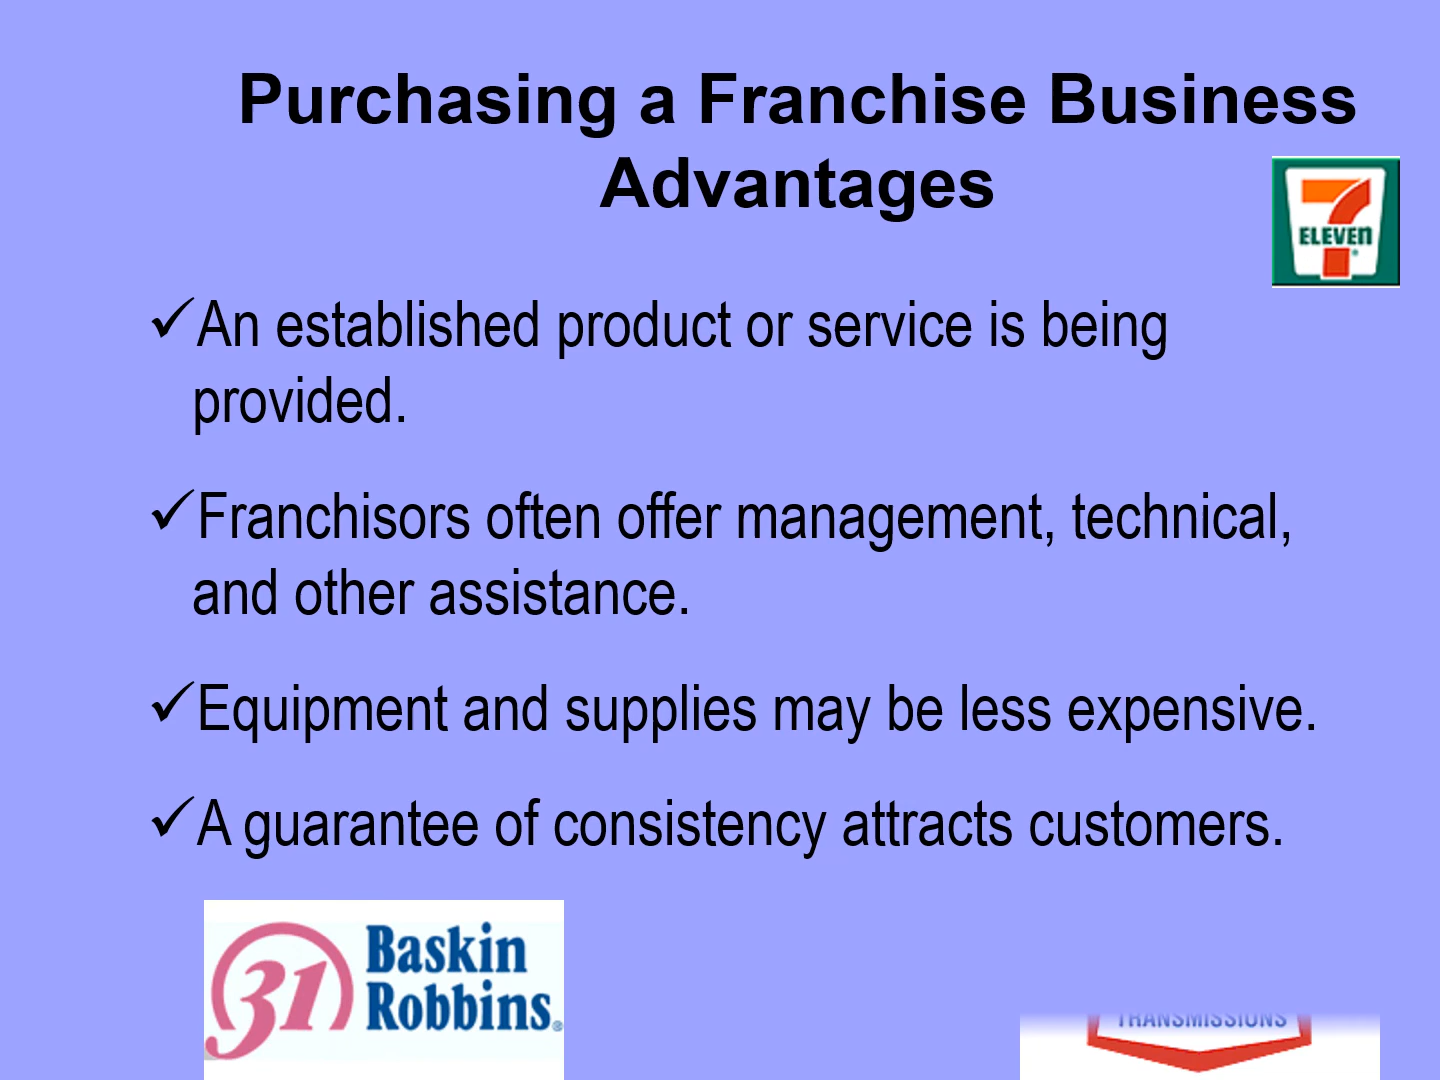 Purchasing a Franchise Business
Advantages
7
ELEVEN
✓An established product or service is being
provided.
✓Franchisors often offer management, technical,
and other assistance.
✓Equipment and supplies may be less expensive.
✓A guarantee of consistency attracts customers.
31
Baskin
Robbins®
TRANSMISSIONS